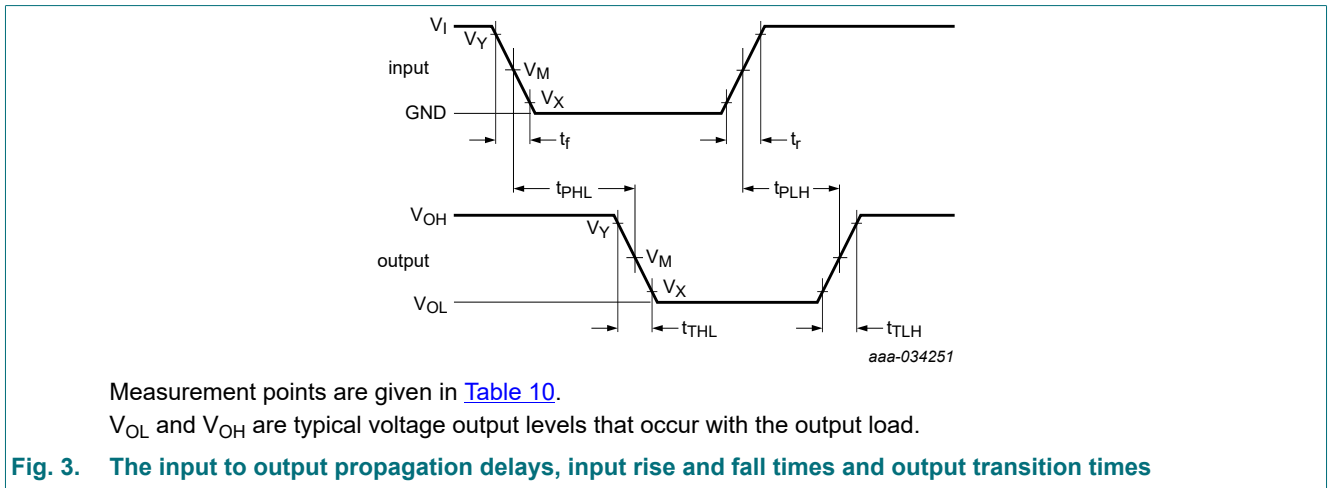 VI
VY
input
VM
VX
GND
tf
tr
tPHL
tPLH
VOH
VY
output
VM
VX
VOL
tTHL
tTLH
aaa-034251
Measurement points are given in Table 10.
VOL and VOH are typical voltage output levels that occur with the output load.
Fig. 3. The input to output propagation delays, input rise and fall times and output transition times